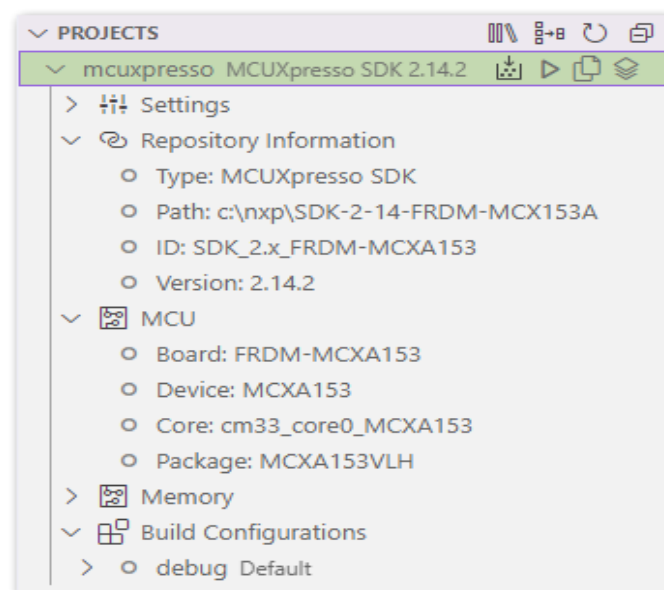 PROJECTS
mcuxpresso MCUXpresso SDK 2.14.2
Settings
Repository Information
Type: MCUXpresso SDK
Path: c:\nxp\SDK-2-14-FRDM-MCX153A
ID: SDK_2.x_FRDM-MCXA153
Version: 2.14.2
MCU
Board: FRDM-MCXA153
Device: MCXA153
Core: cm33_core0_MCXA153
Package: MCXA153VLH
Memory
Build Configurations
debug Default